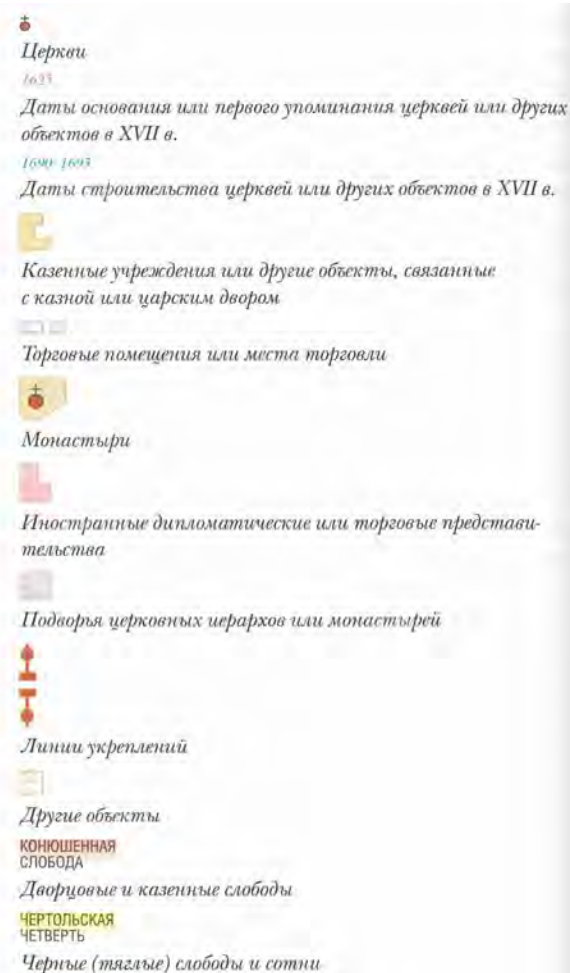 Церкви
1625
Даты основания или первого упоминания церквей или других
объектов в XVII в.
1690–1693
Даты строительства церквей или других объектов в XVII в.
Казенные учреждения или другие объекты, связанные
с казной или царским двором
Торговые помещения или места торговли
Монастыри
Иностранные дипломатические или торговые представи-
тельства
Подворья церковных иерархов или монастырей
Линии укреплений
Другие объекты
КОНЮШЕННАЯ
СЛОБОДА
Дворцовые и казенные слободы
ЧЕРТОЛЬСКАЯ
ЧЕТВЕРТЬ
Черные (тяглые) слободы и сотни